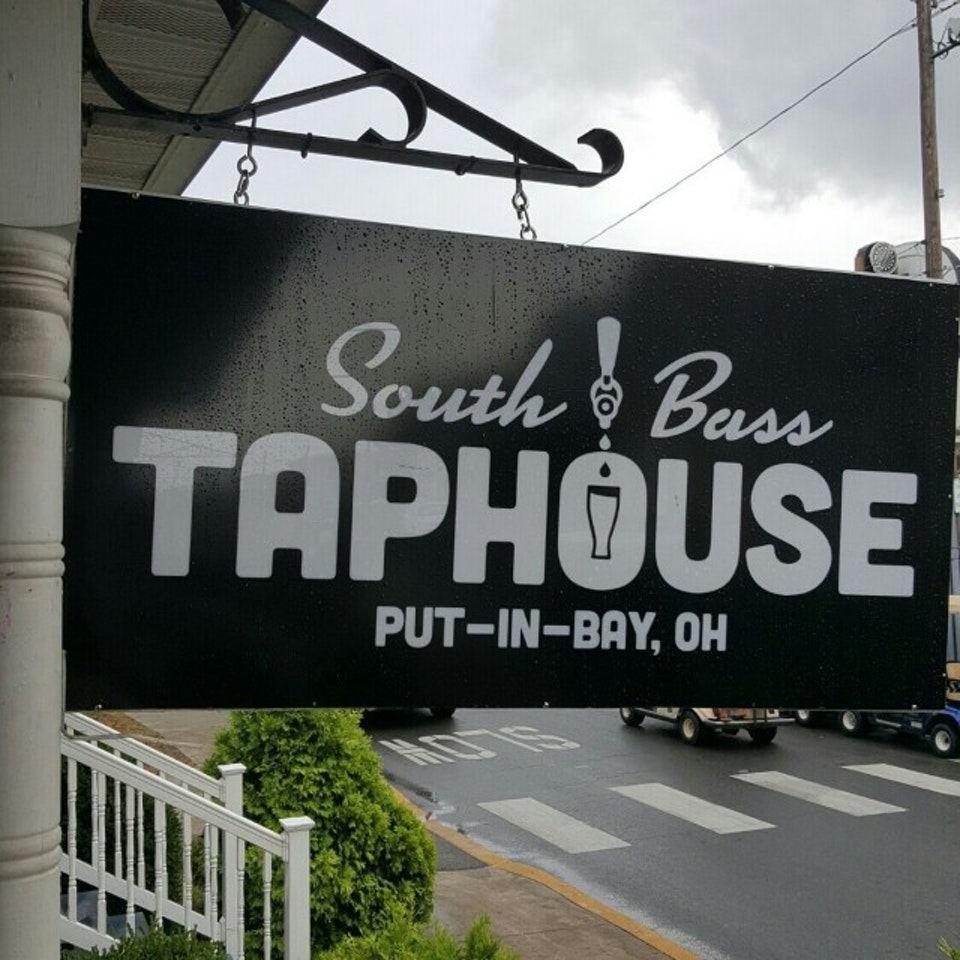 South Bass
TAPHOUSE
PUT-IN-BAY, OH
SLOW